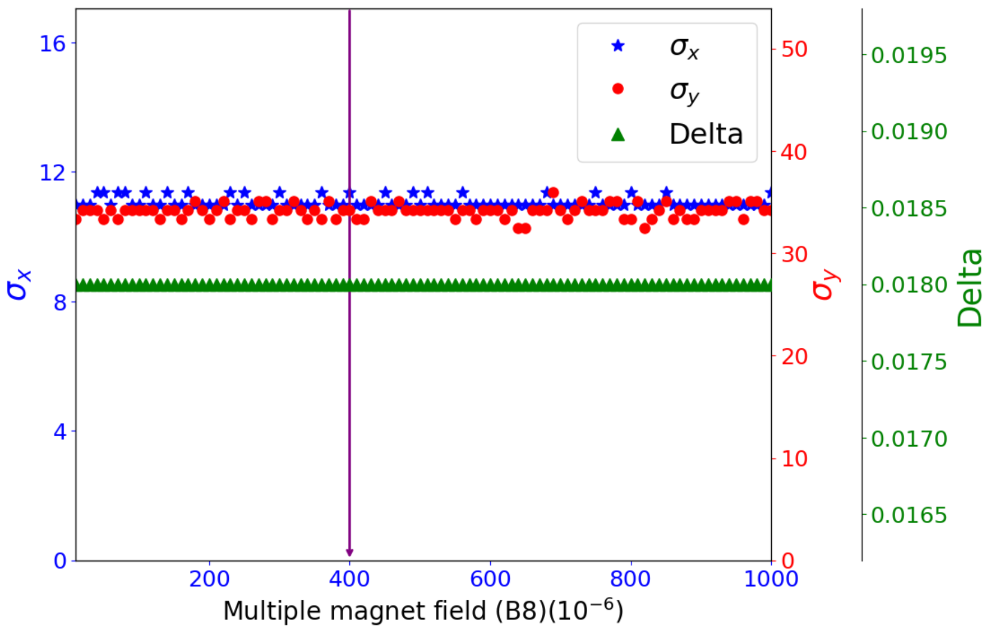 σx
16
12
8
4
0
200 400 600 800 1000
Multiple magnet field (B8)(10⁻⁶)
σx
σy
Delta
50
40
30
20
10
0
σy
0.0195
0.0190
0.0185
0.0180
0.0175
0.0170
0.0165
Delta